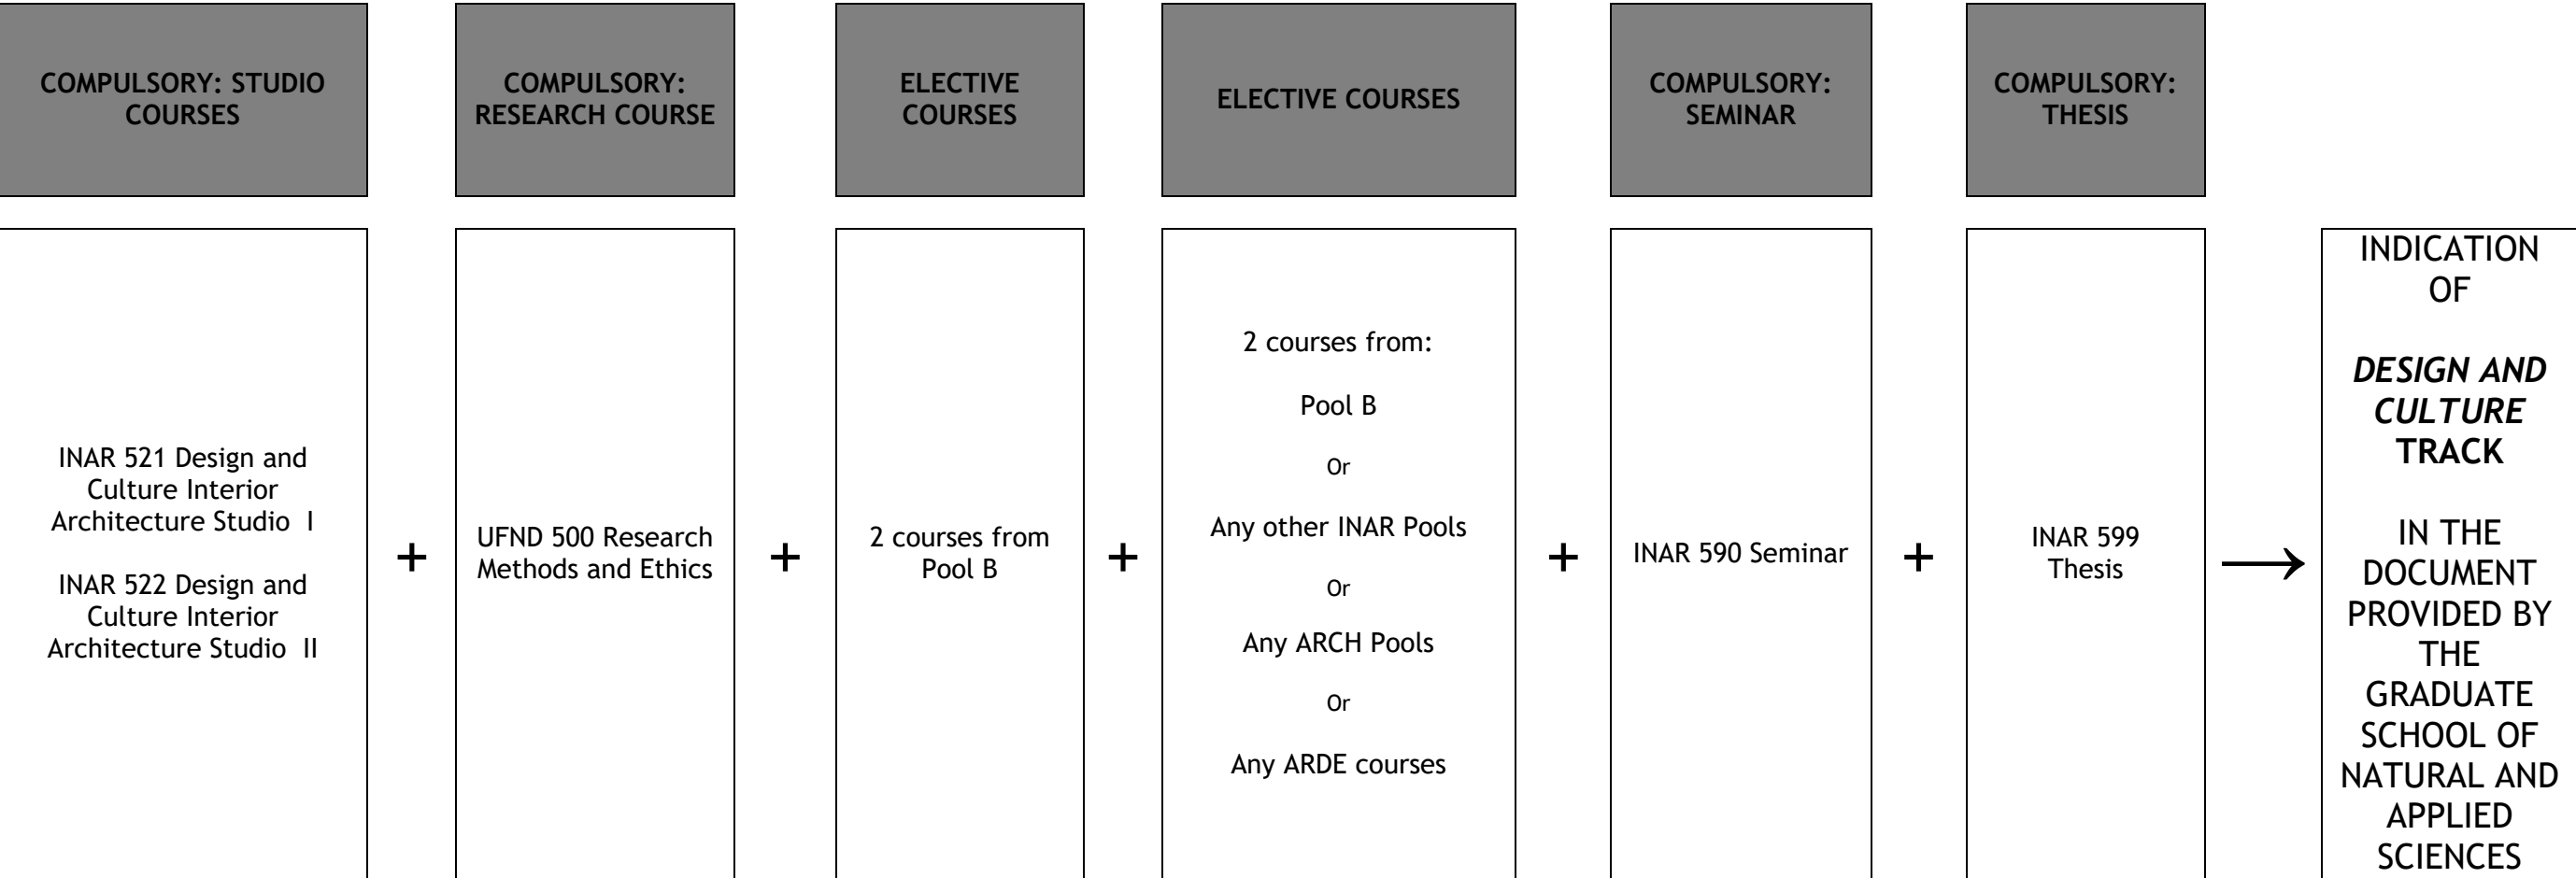 COMPULSORY: STUDIO
COURSES
COMPULSORY:
RESEARCH COURSE
ELECTIVE
COURSES
ELECTIVE COURSES
COMPULSORY:
SEMINAR
COMPULSORY:
THESIS
INAR 521 Design and
Culture Interior
Architecture Studio I
INAR 522 Design and
Culture Interior
Architecture Studio II
+
UFND 500 Research
Methods and Ethics
+
2 courses from
Pool B
+
2 courses from:
Pool B
Or
Any other INAR Pools
Or
Any ARCH Pools
Or
Any ARDE courses
+
INAR 590 Seminar
+
INAR 599
Thesis
→
INDICATION
OF
DESIGN AND
CULTURE
TRACK
IN THE
DOCUMENT
PROVIDED BY
THE
GRADUATE
SCHOOL OF
NATURAL AND
APPLIED
SCIENCES